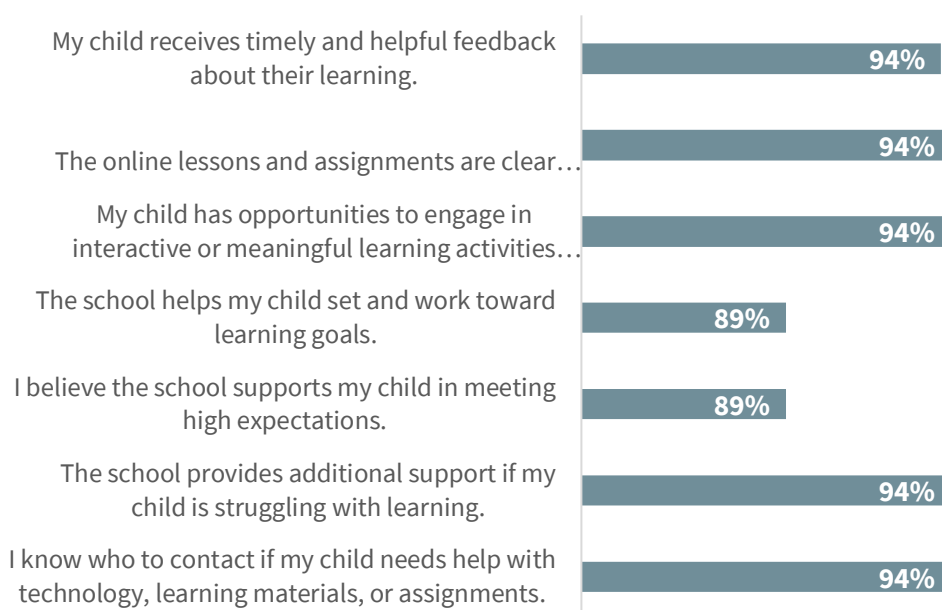 My child receives timely and helpful feedback
about their learning.
94%
The online lessons and assignments are clear…
94%
My child has opportunities to engage in
interactive or meaningful learning activities…
94%
The school helps my child set and work toward
learning goals.
89%
I believe the school supports my child in meeting
high expectations.
89%
The school provides additional support if my
child is struggling with learning.
94%
I know who to contact if my child needs help with
technology, learning materials, or assignments.
94%